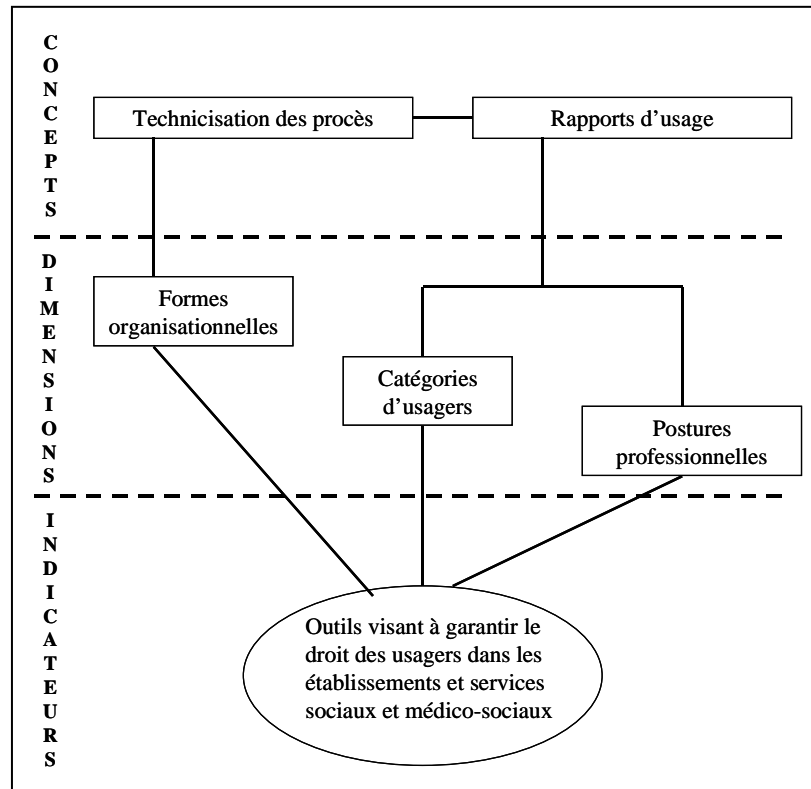 CONCEPTS
Technicisation des procès
Rapports d'usage
DIMENSIONS
Formes
organisationnelles
Catégories
d'usagers
Postures
professionnelles
INDICATEURS
Outils visant à garantir le
droit des usagers dans les
établissements et services
sociaux et médico-sociaux